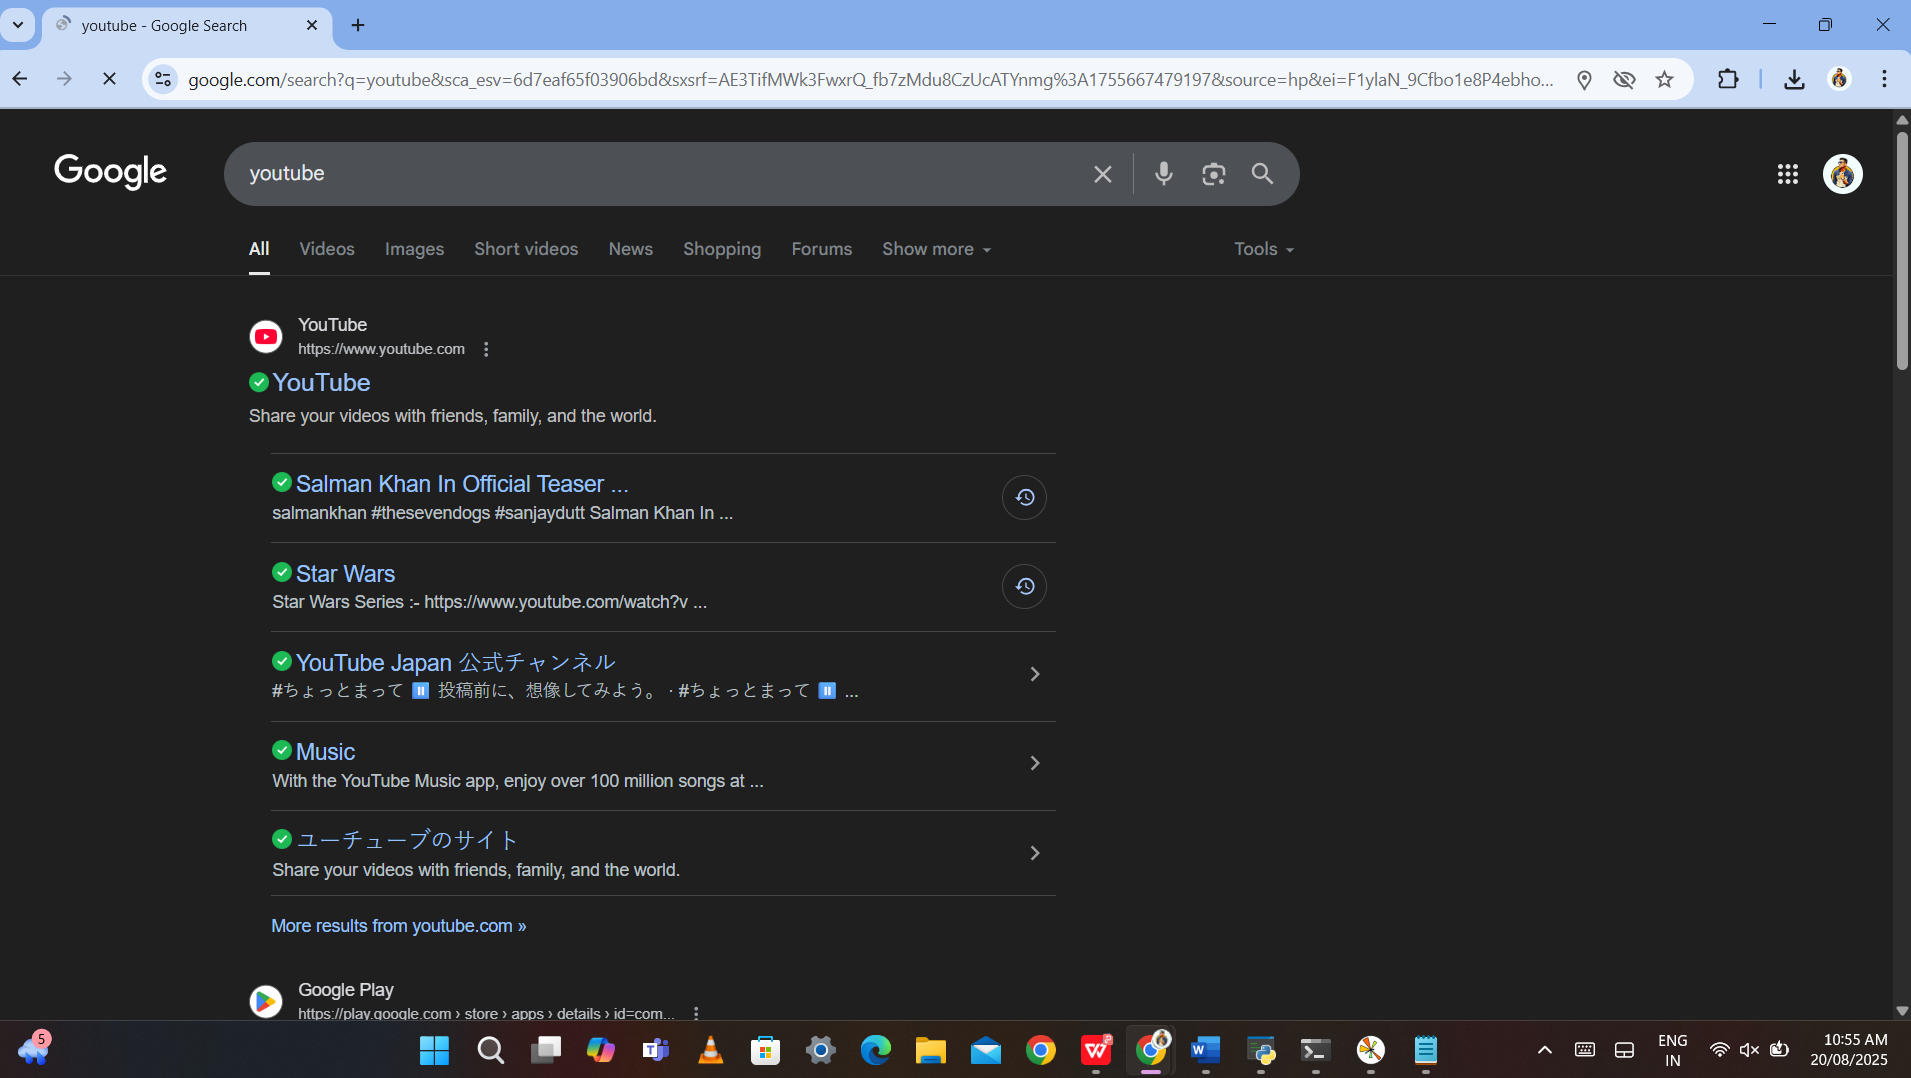 youtube - Google Search
google.com/search?q=youtube&sca_esv=6d7eaf65f03906bd&sxsrf=AE3TifMWk3FwxrQ_fb7zMdu8CzUcATYnmg%3A1755667479197&source=hp&ei=F1ylaN_9Cfbo1e8P4ebho...
Google
youtube
All Videos Images Short videos News Shopping Forums Show more Tools
YouTube
https://www.youtube.com
YouTube
Share your videos with friends, family, and the world.
Salman Khan In Official Teaser ...
salmankhan #thesevendogs #sanjaydutt Salman Khan In ...
Star Wars
Star Wars Series :- https://www.youtube.com/watch?v ...
YouTube Japan 公式チャンネル
#ちょっとまって ⏸ 投稿前に、想像してみよう。 · #ちょっとまって ⏸ ...
Music
With the YouTube Music app, enjoy over 100 million songs at ...
ユーチューブのサイト
Share your videos with friends, family, and the world.
More results from youtube.com »
Google Play
https://play.google.com › store › apps › details › id=com...
5
ENG
IN
10:55 AM
20/08/2025